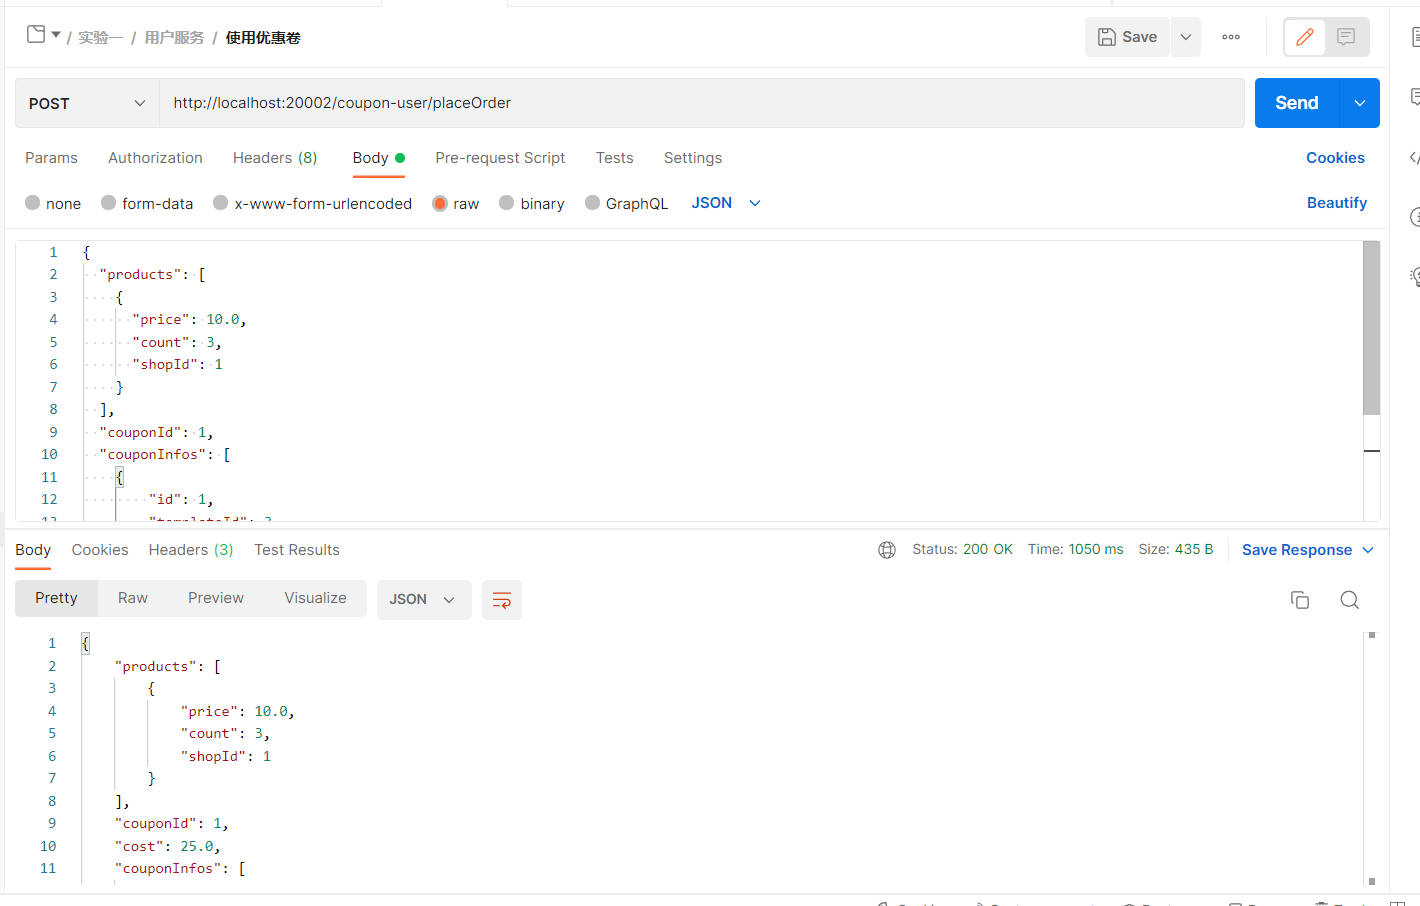 / 实验一 / 用户服务 / 使用优惠卷
Save
POST http://localhost:20002/coupon-user/placeOrder Send
Params Authorization Headers (8) Body Pre-request Script Tests Settings Cookies
none form-data x-www-form-urlencoded raw binary GraphQL JSON Beautify
1 {
2 "products": [
3 {
4 "price": 10.0,
5 "count": 3,
6 "shopId": 1
7 }
8 ],
9 "couponId": 1,
10 "couponInfos": [
11 {
12 "id": 1,
Body Cookies Headers (3) Test Results Status: 200 OK Time: 1050 ms Size: 435 B Save Response
Pretty Raw Preview Visualize JSON
1 {
2 "products": [
3 {
4 "price": 10.0,
5 "count": 3,
6 "shopId": 1
7 }
8 ],
9 "couponId": 1,
10 "cost": 25.0,
11 "couponInfos": [